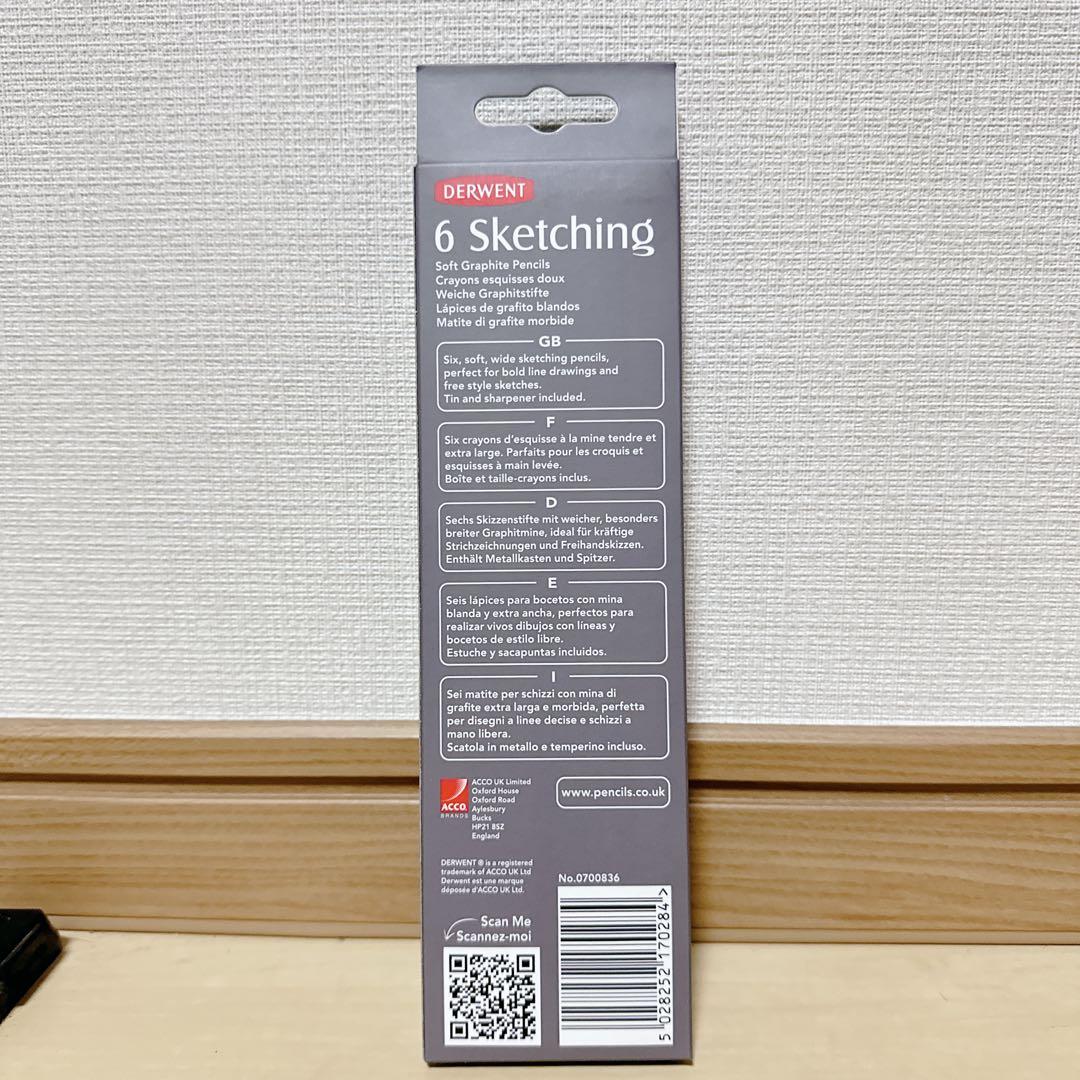 DERWENT
6 Sketching
Soft Graphite Pencils
Crayons esquisses doux
Weiche Graphitstifte
Lápices de grafito blandos
Matite di grafite morbide
GB
Six, soft, wide sketching pencils,
perfect for bold line drawings and
free style sketches.
Tin and sharpener included.
F
Six crayons d'esquisse à la mine tendre et
extra large. Parfaits pour les croquis et
esquisses à main levée.
Boîte et taille-crayons inclus.
D
Sechs Skizzenstifte mit weicher, besonders
breiter Graphitmine, ideal für kräftige
Strichzeichnungen und Freihandskizzen.
Enthält Metallkasten und Spitzer.
E
Seis lápices para bocetos con mina
blanda y extra ancha, perfectos para
realizar vivos dibujos con líneas y
bocetos de estilo libre.
Estuche y sacapuntas incluidos.
I
Sei matite per schizzi con mina di
grafite extra larga e morbida, perfetta
per disegni a linee decise e schizzi a
mano libera.
Scatola in metallo e temperino incluso.
ACCO
BRANDS
ACCO UK Limited
Oxford House
Oxford Road
Aylesbury
Bucks
HP21 8SZ
England
www.pencils.co.uk
DERWENT ® is a registered
trademark of ACCO UK Ltd
Derwent est une marque
déposée d'ACCO UK Ltd.
No.0700836
Scan Me
Scannez-moi
5 028252 170284 >